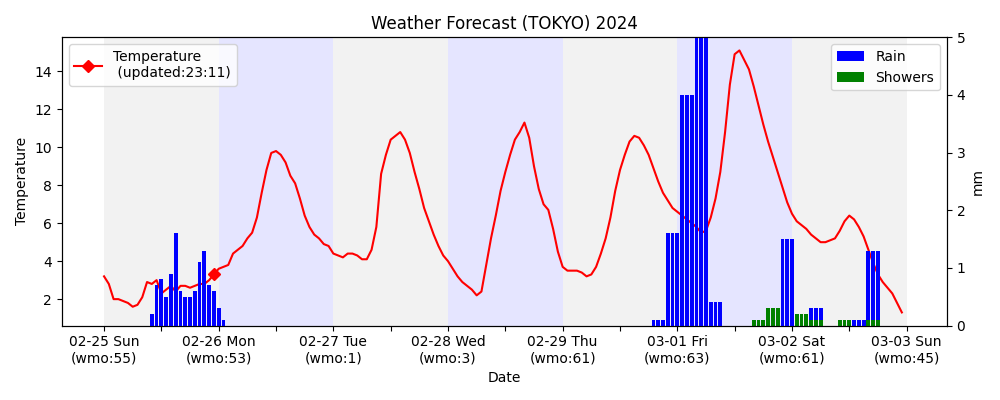 Weather Forecast (TOKYO) 2024
Temperature
(updated:23:11)
Rain
Showers
14
12
10
8
6
4
2
Temperature
5
4
3
2
1
0
mm
02-25 Sun
(wmo:55)
02-26 Mon
(wmo:53)
02-27 Tue
(wmo:1)
02-28 Wed
(wmo:3)
02-29 Thu
(wmo:61)
03-01 Fri
(wmo:63)
03-02 Sat
(wmo:61)
03-03 Sun
(wmo:45)
Date